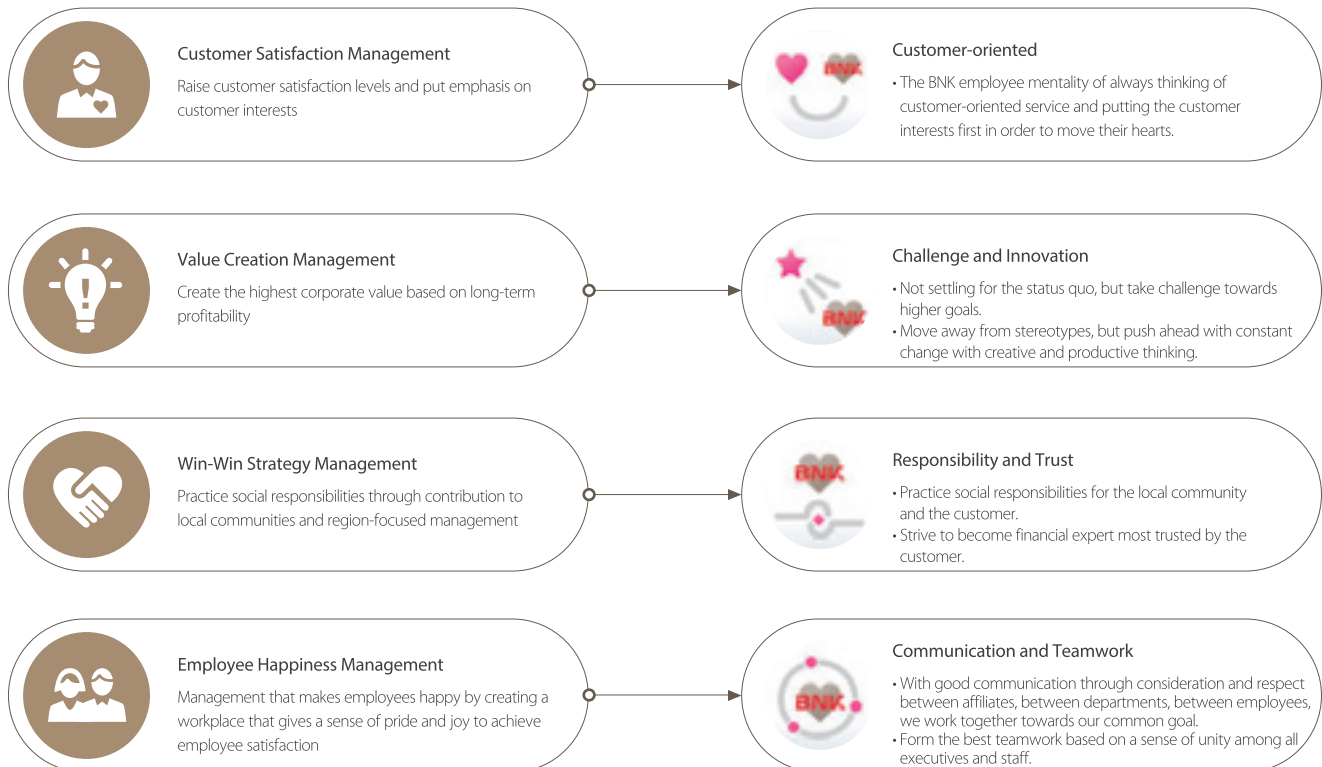 Customer Satisfaction Management
Raise customer satisfaction levels and put emphasis on
customer interests
BNK
Customer-oriented
• The BNK employee mentality of always thinking of
customer-oriented service and putting the customer
interests first in order to move their hearts.
Value Creation Management
Create the highest corporate value based on long-term
profitability
BNK
Challenge and Innovation
• Not settling for the status quo, but take challenge towards
higher goals.
• Move away from stereotypes, but push ahead with constant
change with creative and productive thinking.
Win-Win Strategy Management
Practice social responsibilities through contribution to
local communities and region-focused management
BNK
Responsibility and Trust
• Practice social responsibilities for the local community
and the customer.
• Strive to become financial expert most trusted by the
customer.
Employee Happiness Management
Management that makes employees happy by creating a
workplace that gives a sense of pride and joy to achieve
employee satisfaction
BNK
Communication and Teamwork
• With good communication through consideration and respect
between affiliates, between departments, between employees,
we work together towards our common goal.
• Form the best teamwork based on a sense of unity among all
executives and staff.